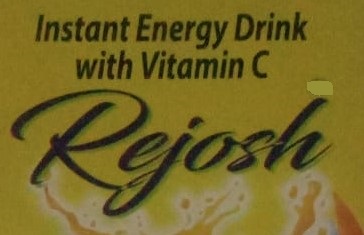 Instant Energy Drink
with Vitamin C
Rejosh